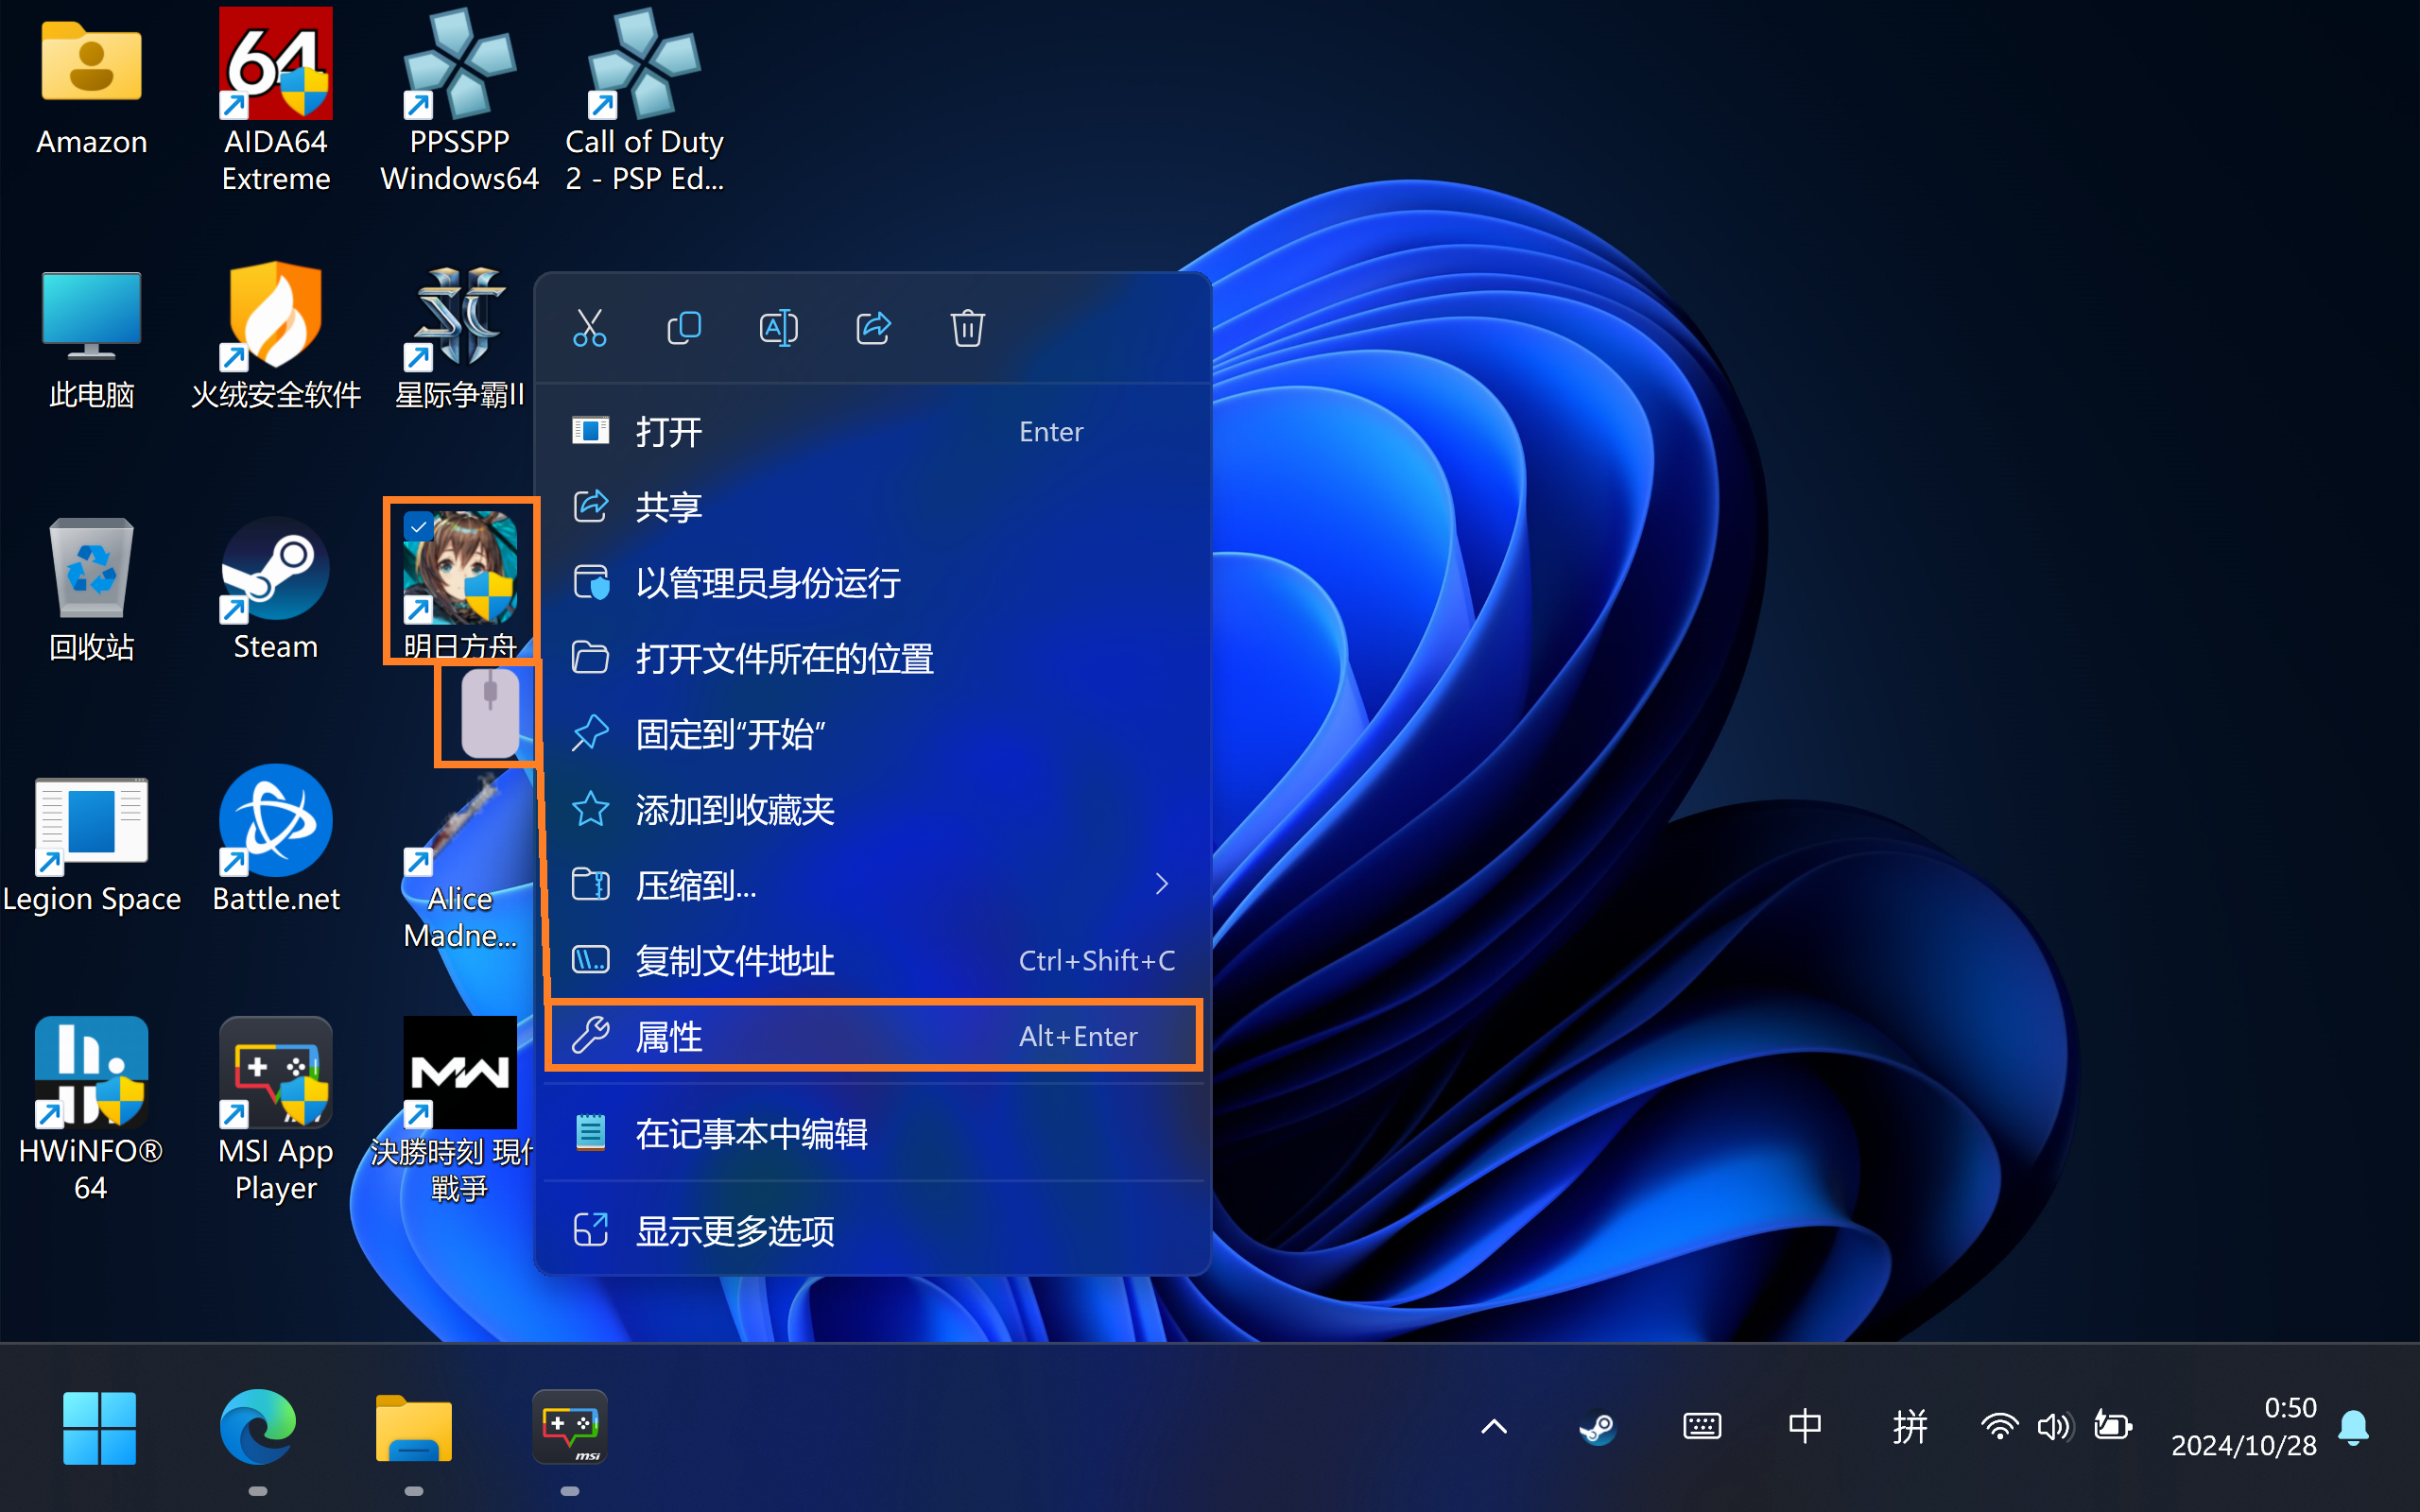 Amazon
AIDA64
Extreme
PPSSPP
Windows64
Call of Duty
2 - PSP Ed...
此电脑
火绒安全软件
星际争霸II
回收站
Steam
明日方舟
Legion Space
Battle.net
Alice
Madne...
HWiNFO®
64
MSI App
Player
決勝時刻 現代
戰爭
打开 Enter
共享
以管理员身份运行
打开文件所在的位置
固定到“开始”
添加到收藏夹
压缩到...
复制文件地址 Ctrl+Shift+C
属性 Alt+Enter
在记事本中编辑
显示更多选项
64
MW
msi
中
拼
0:50
2024/10/28